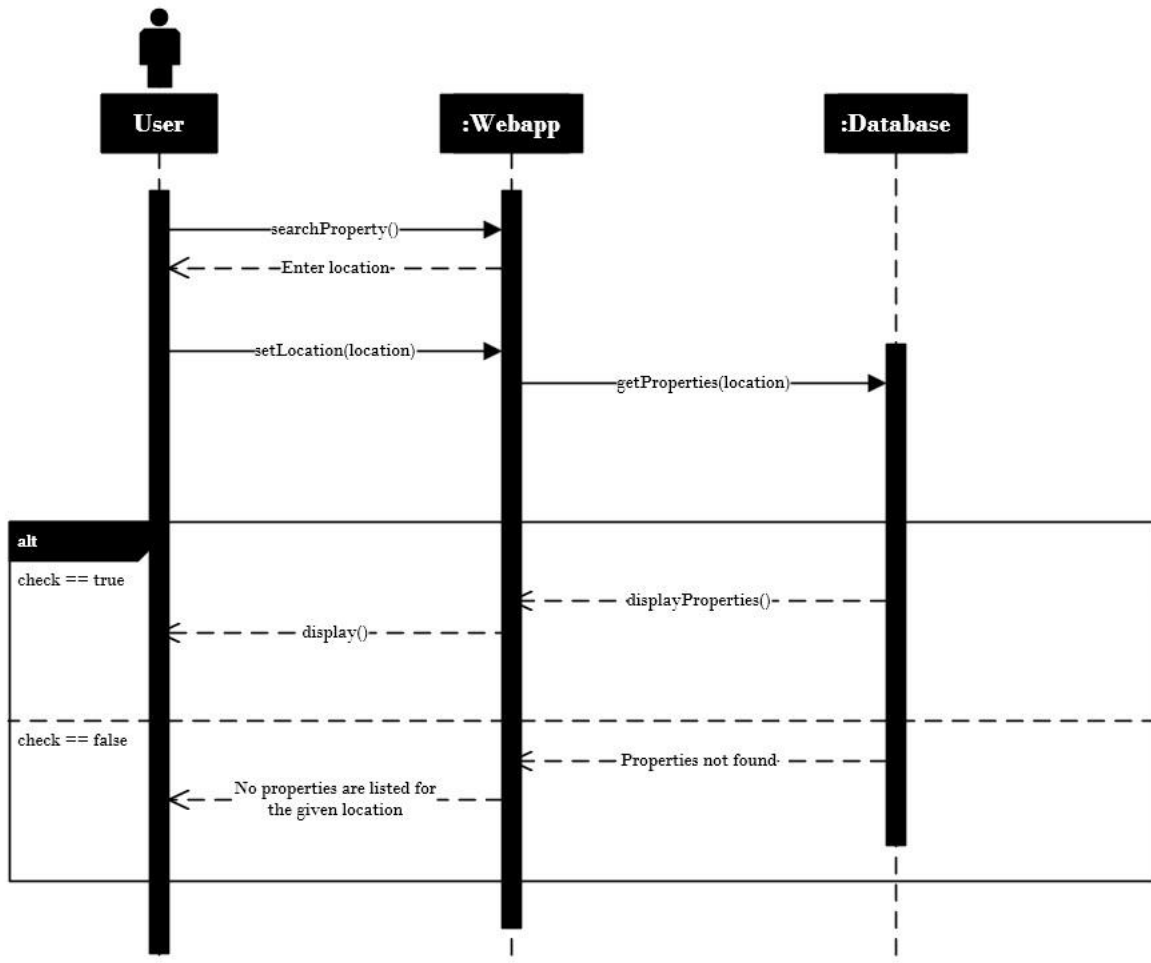 User
:Webapp
:Database
searchProperty()
Enter location
setLocation(location)
getProperties(location)
alt
check == true
displayProperties()
display()
check == false
Properties not found
No properties are listed for
the given location